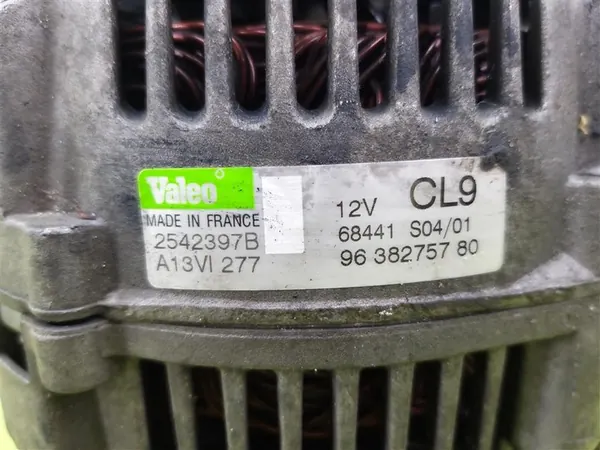 Valeo
MADE IN FRANCE
2542397B
A13VI 277
12V CL9
68441 S04/01
96 382757 80